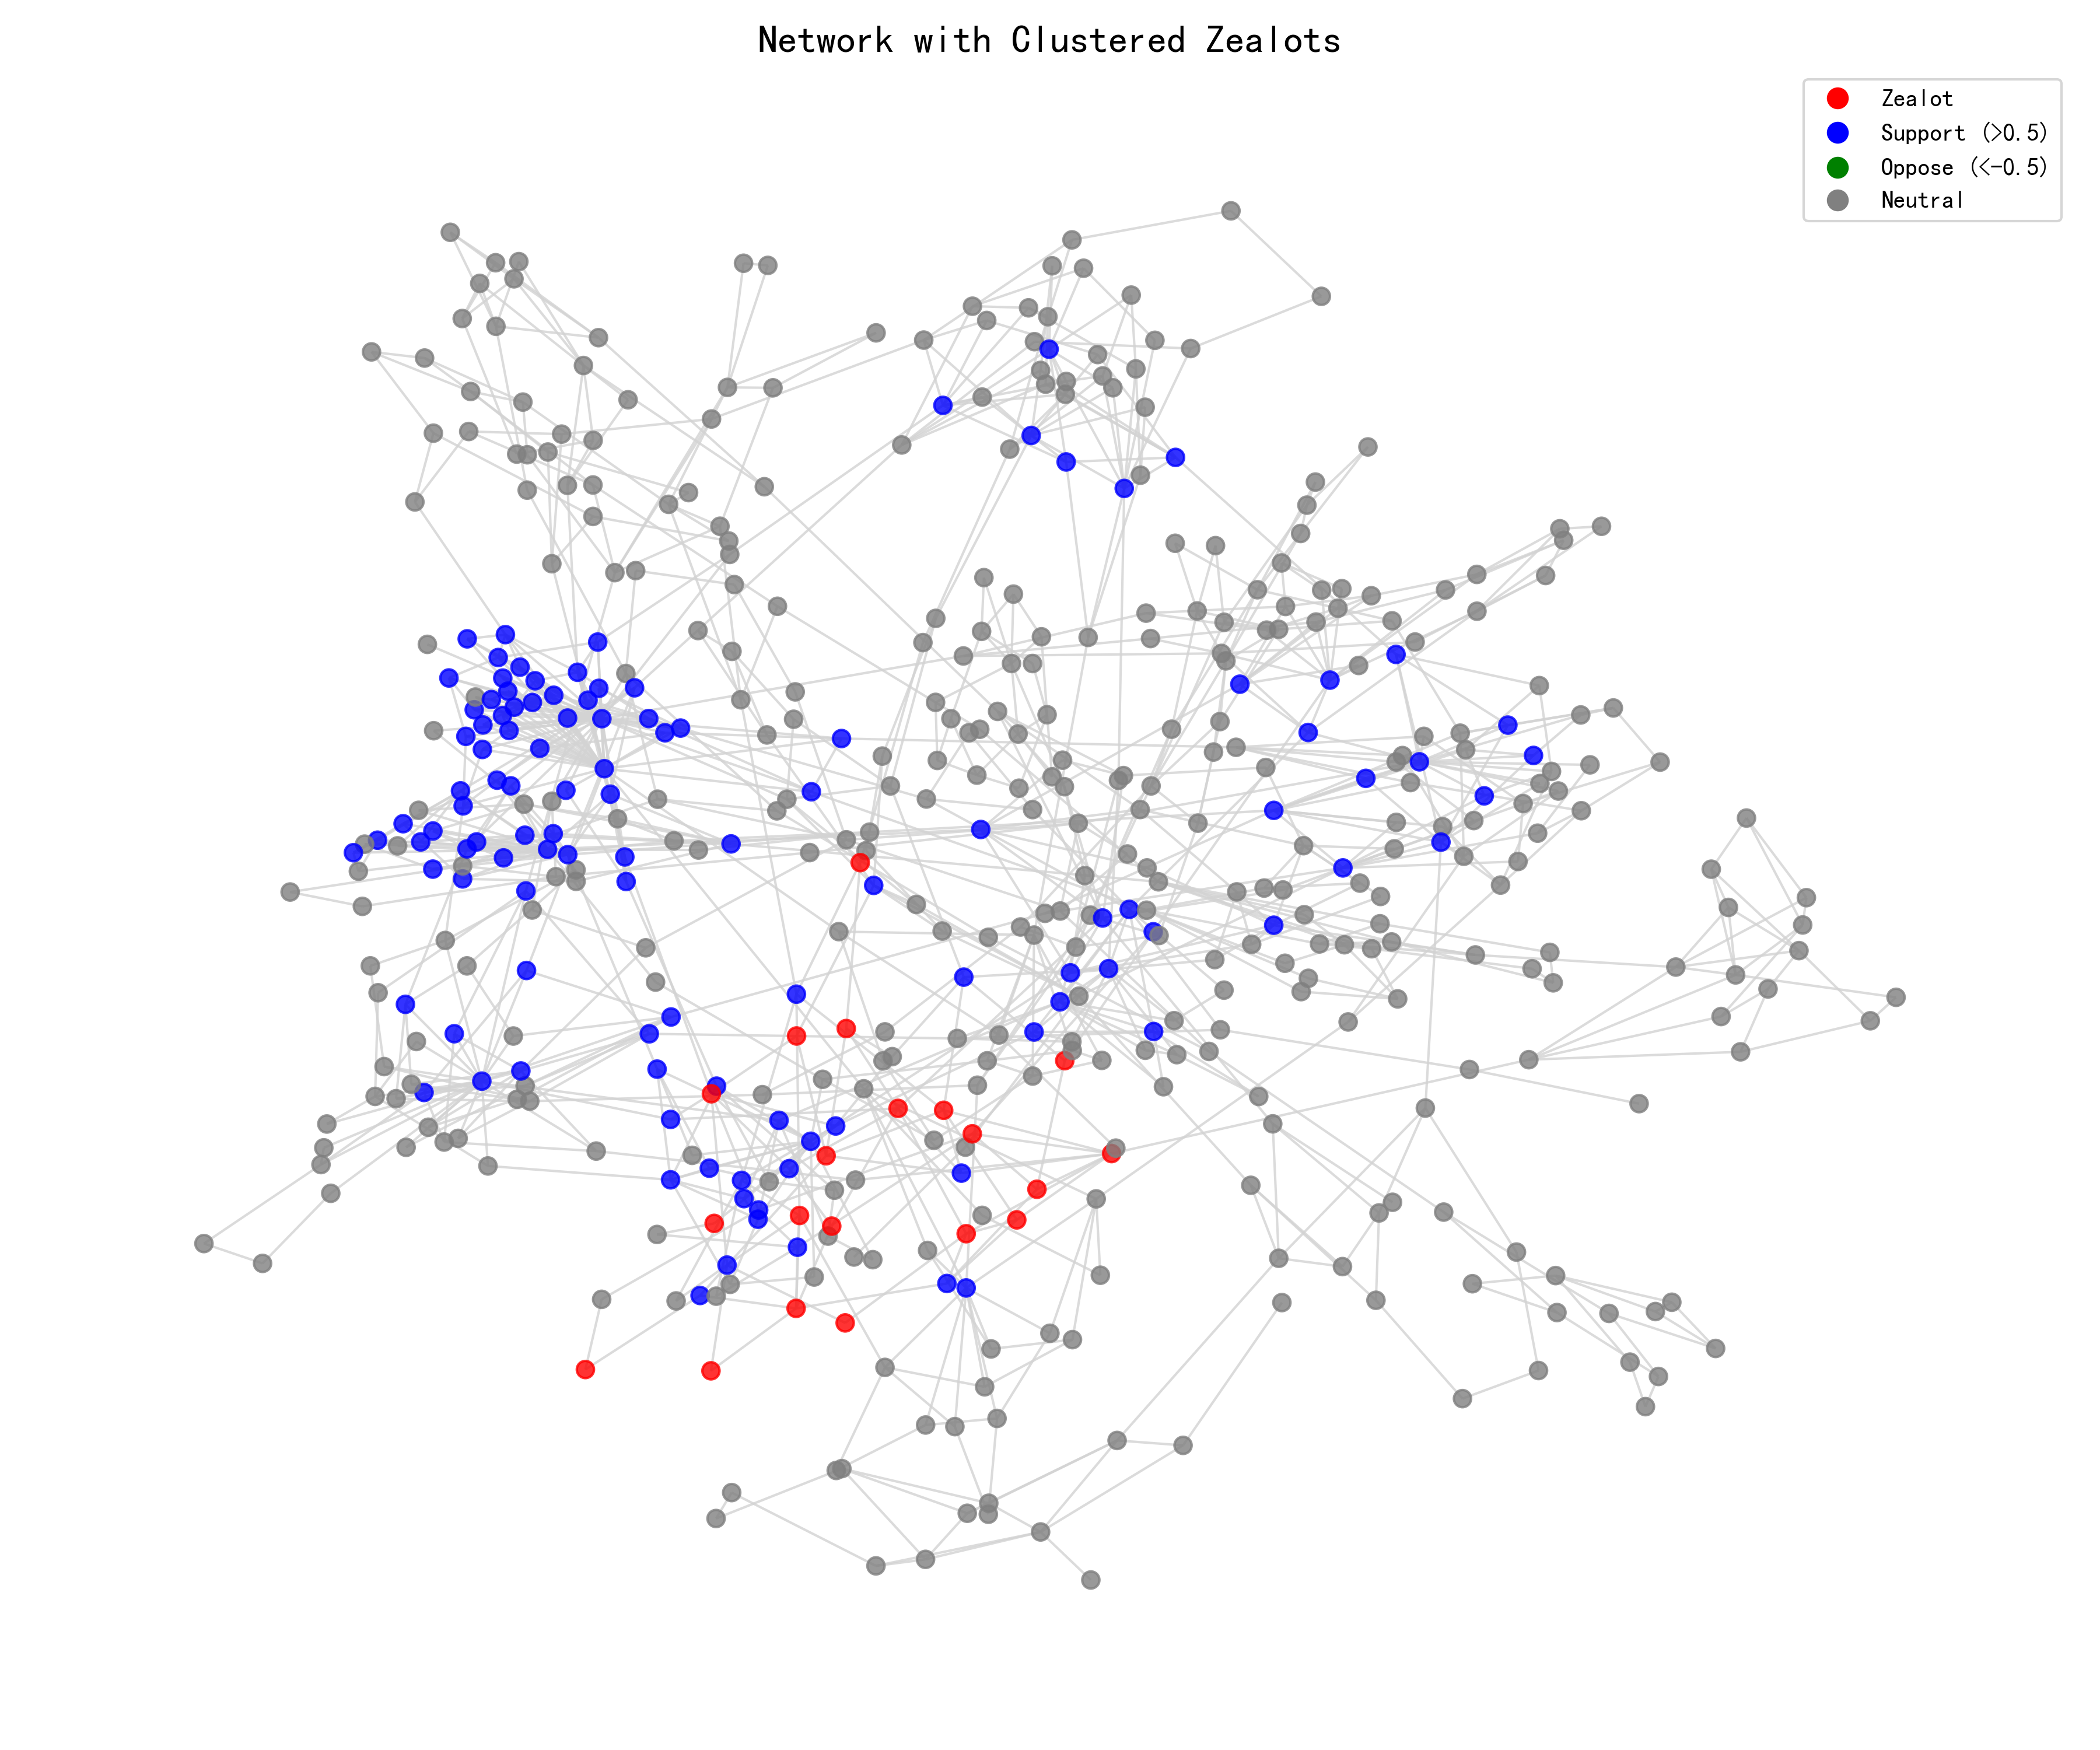 Network with Clustered Zealots
Zealot
Support (>0.5)
Oppose (<-0.5)
Neutral